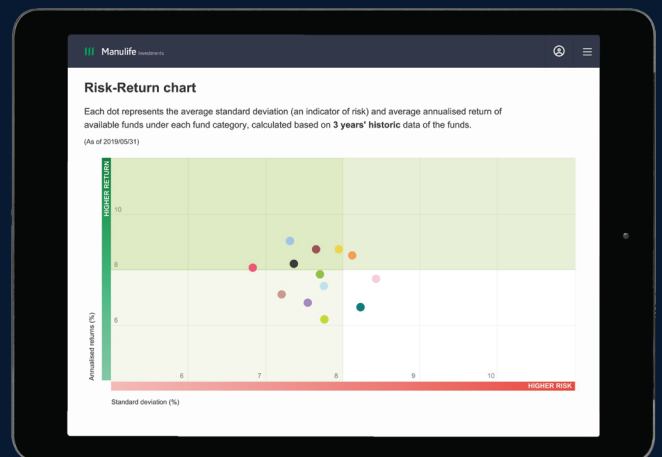 Manulife Investments
Risk-Return chart
Each dot represents the average standard deviation (an indicator of risk) and average annualised return of
available funds under each fund category, calculated based on 3 years' historic data of the funds.
(As of 2019/05/31)
HIGHER RETURN
10
8
6
Annualised returns (%)
6
7
8
9
10
HIGHER RISK
Standard deviation (%)